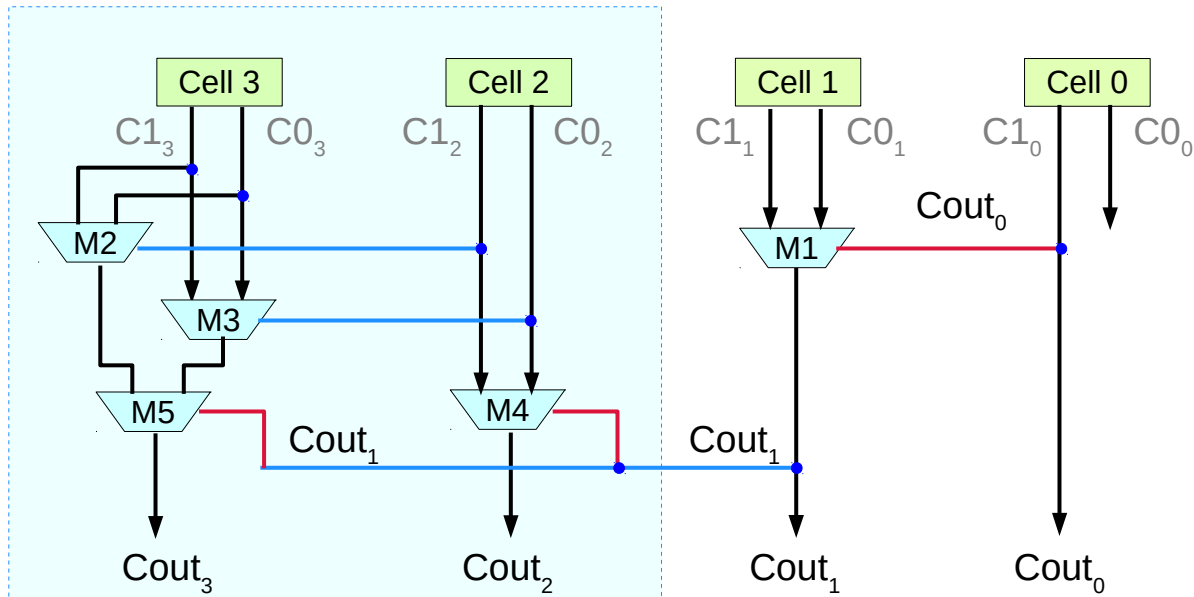 Cell 3
Cell 2
Cell 1
Cell 0
C1₃
C0₃
C1₂
C0₂
C1₁
C0₁
C1₀
C0₀
Cout₀
M2
M1
M3
M5
M4
Cout₁
Cout₁
Cout₃
Cout₂
Cout₁
Cout₀